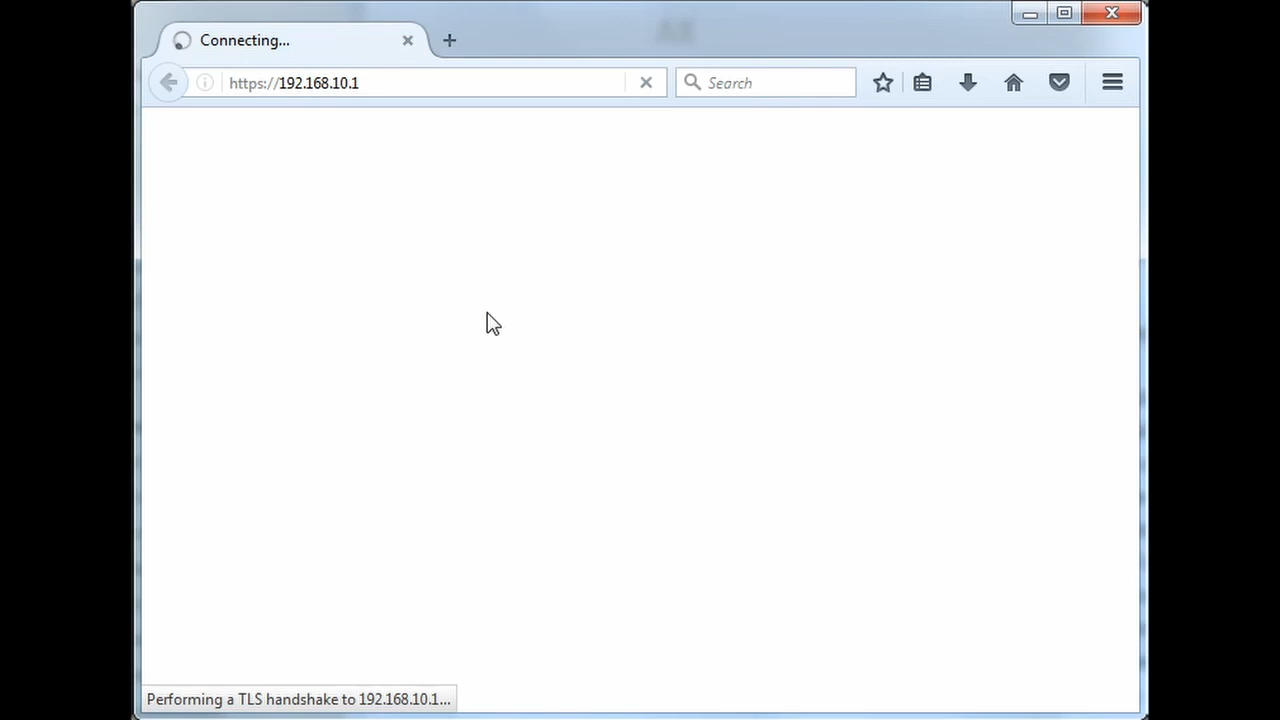 Connecting...
https://192.168.10.1
Search
Performing a TLS handshake to 192.168.10.1...